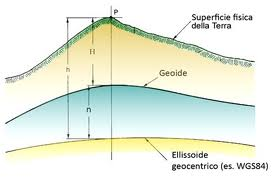 P
Superficie fisica
della Terra
H
Geoide
h
n
Ellissoide
geocentrico (es. WGS84)